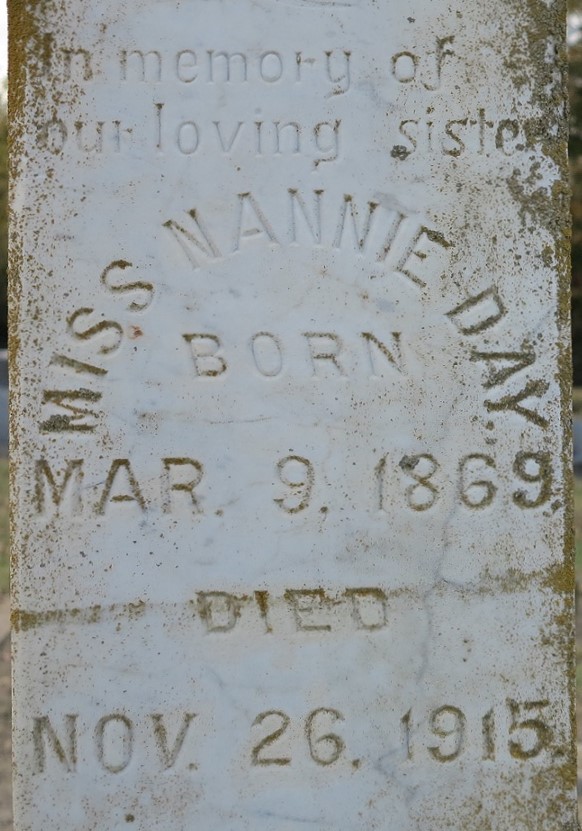 In memory of
our loving sister
MISS NANNIE DAY.
BORN
MAR. 9, 1869
DIED
NOV. 26, 1915.